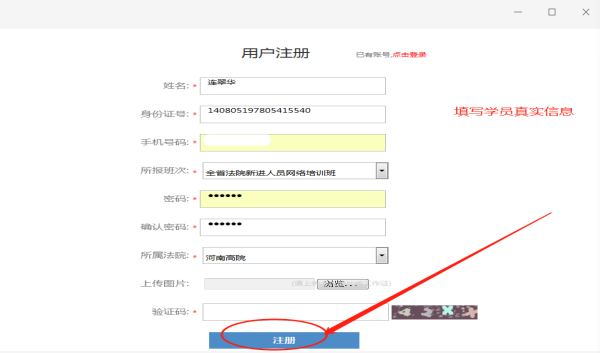 用户注册
已有账号,点击登录
姓名: * 连翠华
身份证号: * 140805197805415540
填写学员真实信息
手机号码: *
所报班次: * 全省法院新进人员网络培训班
密码: * ••••••
确认密码: * ••••••
所属法院: * 河南高院
上传图片: 浏览...
验证码: *
注册